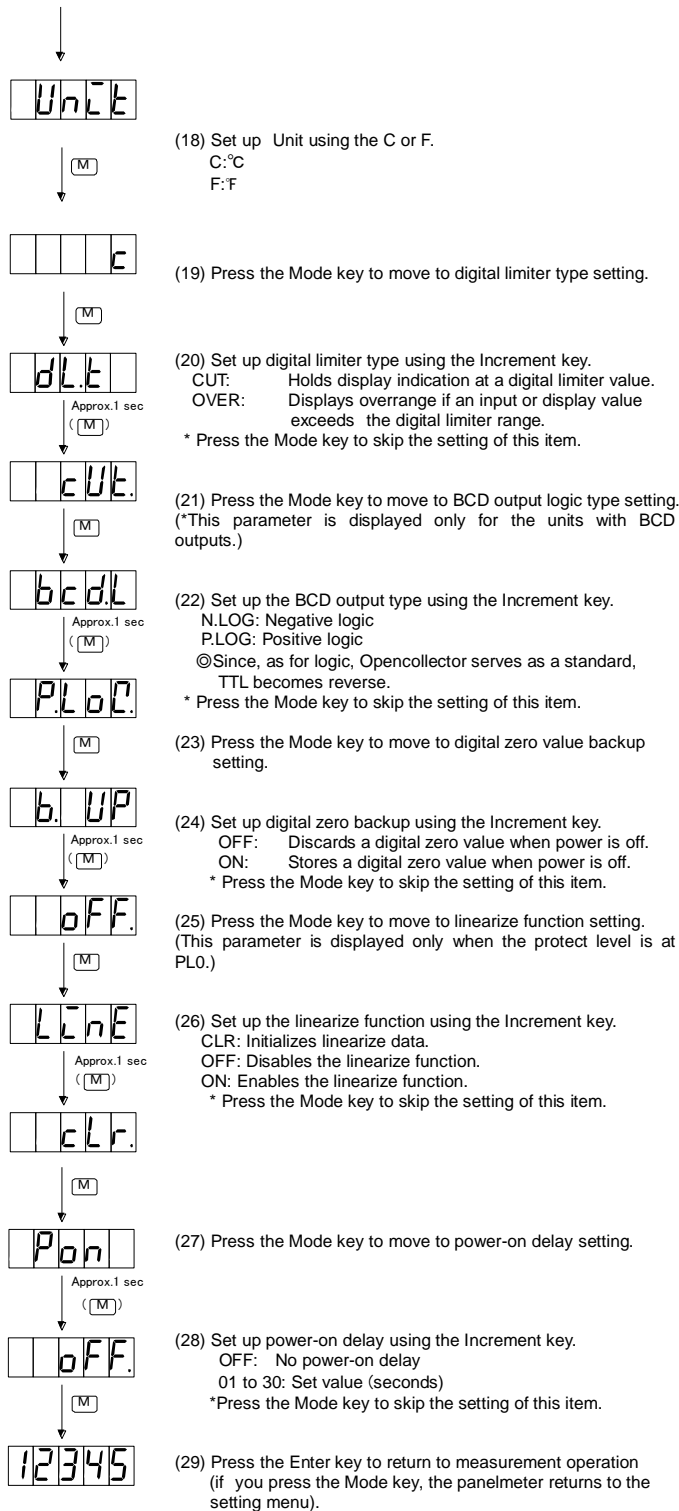 Unit
(18) Set up Unit using the C or F.
C:℃
F:℉
M
c
(19) Press the Mode key to move to digital limiter type setting.
M
dL.t
(20) Set up digital limiter type using the Increment key.
CUT: Holds display indication at a digital limiter value.
OVER: Displays overrange if an input or display value
exceeds the digital limiter range.
* Press the Mode key to skip the setting of this item.
Approx.1 sec
(M)
cUt.
(21) Press the Mode key to move to BCD output logic type setting.
(*This parameter is displayed only for the units with BCD
outputs.)
M
bcd.L
(22) Set up the BCD output type using the Increment key.
N.LOG: Negative logic
P.LOG: Positive logic
◎Since, as for logic, Opencollector serves as a standard,
TTL becomes reverse.
* Press the Mode key to skip the setting of this item.
Approx.1 sec
(M)
P.LoG.
M
(23) Press the Mode key to move to digital zero value backup
setting.
b. UP
(24) Set up digital zero backup using the Increment key.
OFF: Discards a digital zero value when power is off.
ON: Stores a digital zero value when power is off.
* Press the Mode key to skip the setting of this item.
Approx.1 sec
(M)
oFF.
(25) Press the Mode key to move to linearize function setting.
(This parameter is displayed only when the protect level is at
PL0.)
M
LinE
(26) Set up the linearize function using the Increment key.
CLR: Initializes linearize data.
OFF: Disables the linearize function.
ON: Enables the linearize function.
* Press the Mode key to skip the setting of this item.
Approx.1 sec
(M)
cLr.
M
Pon
(27) Press the Mode key to move to power-on delay setting.
Approx.1 sec
(M)
oFF.
(28) Set up power-on delay using the Increment key.
OFF: No power-on delay
01 to 30: Set value (seconds)
*Press the Mode key to skip the setting of this item.
M
12345
(29) Press the Enter key to return to measurement operation
(if you press the Mode key, the panelmeter returns to the
setting menu).